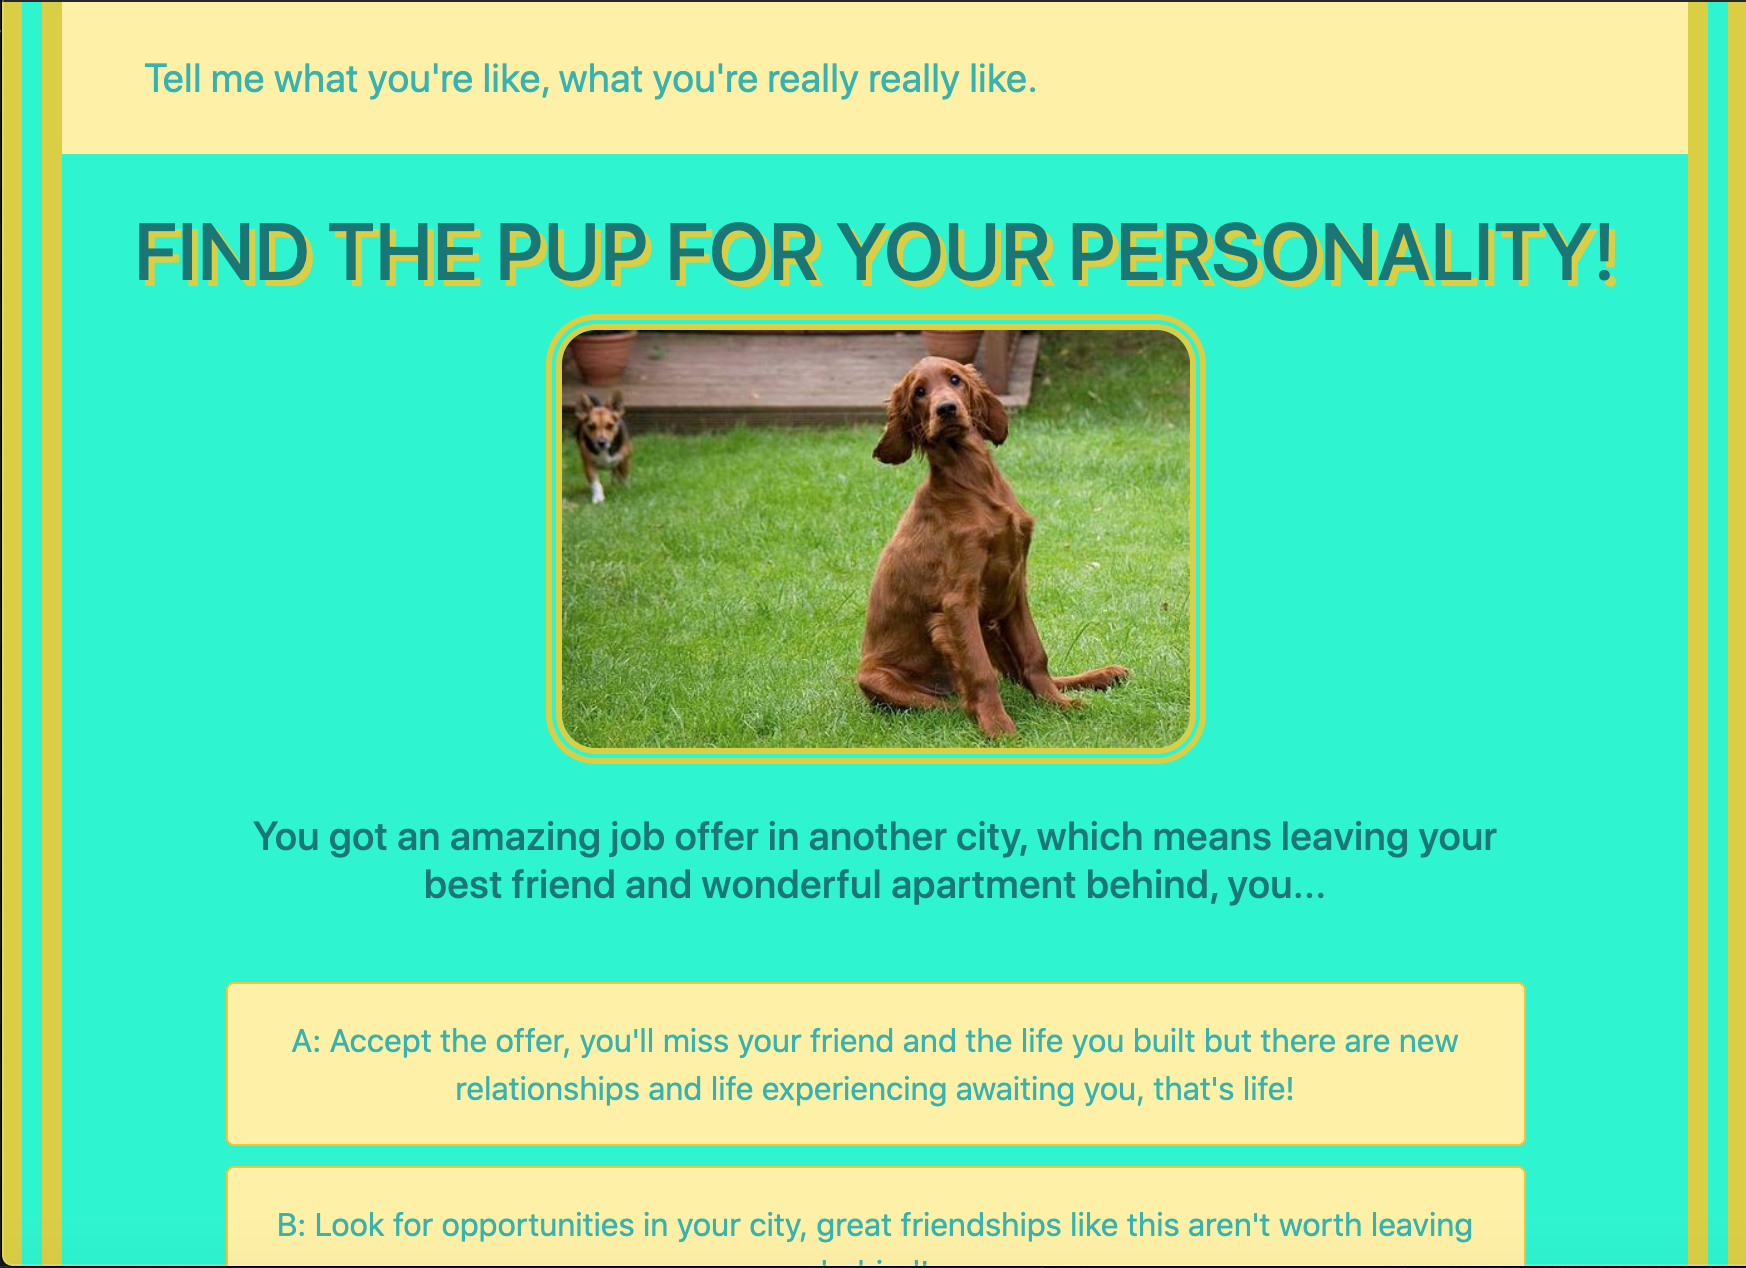 Tell me what you're like, what you're really really like.
FIND THE PUP FOR YOUR PERSONALITY!
You got an amazing job offer in another city, which means leaving your
best friend and wonderful apartment behind, you...
A: Accept the offer, you'll miss your friend and the life you built but there are new
relationships and life experiencing awaiting you, that's life!
B: Look for opportunities in your city, great friendships like this aren't worth leaving